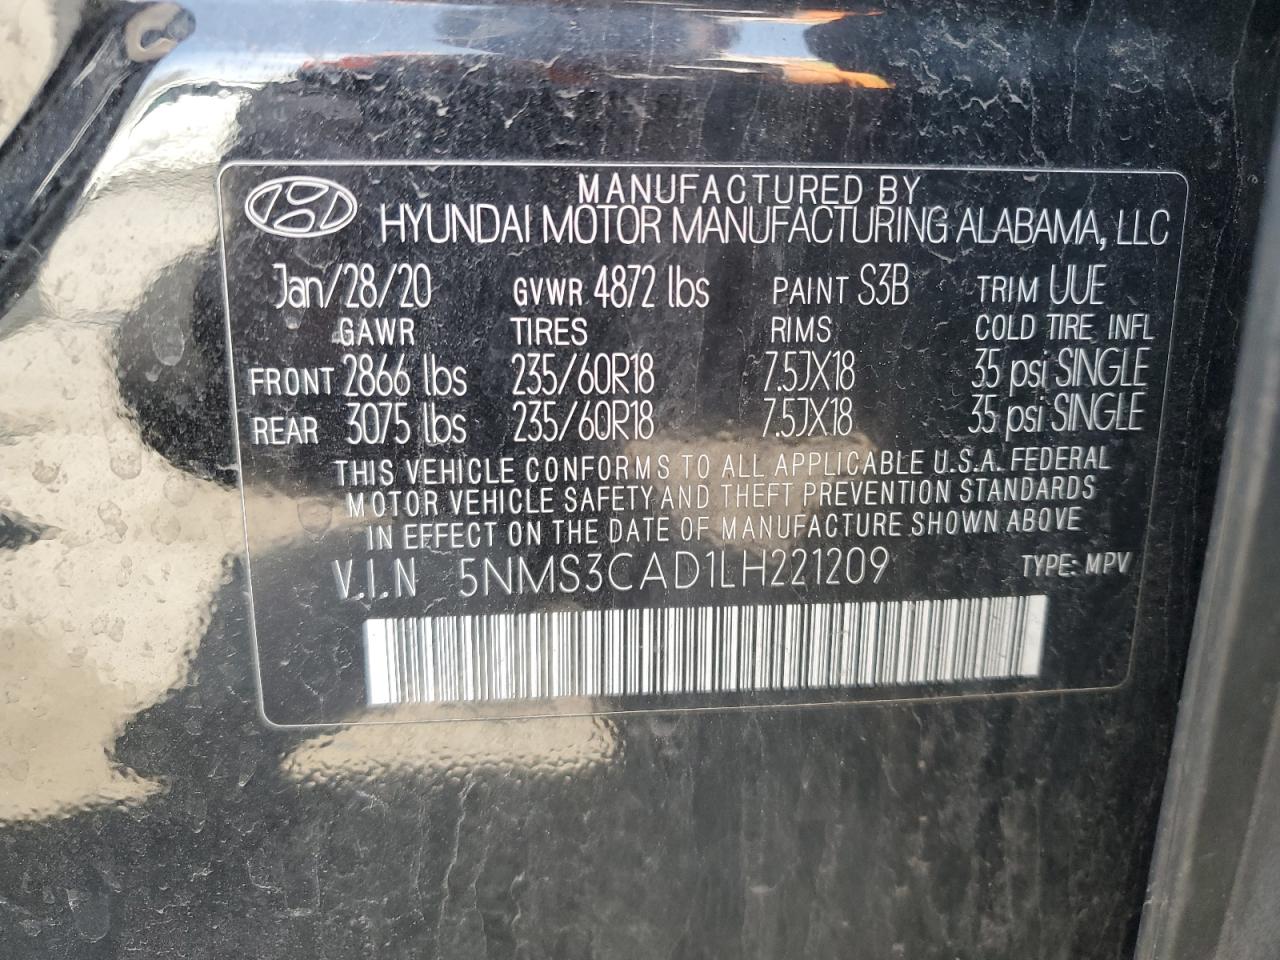 MANUFACTURED BY
HYUNDAI MOTOR MANUFACTURING ALABAMA, LLC
Jan/28/20 GVWR 4872 lbs PAINT S3B TRIM UUE
GAWR TIRES RIMS COLD TIRE INFL
FRONT 2866 lbs 235/60R18 7.5JX18 35 psi SINGLE
REAR 3075 lbs 235/60R18 7.5JX18 35 psi SINGLE
THIS VEHICLE CONFORMS TO ALL APPLICABLE U.S.A. FEDERAL
MOTOR VEHICLE SAFETY AND THEFT PREVENTION STANDARDS
IN EFFECT ON THE DATE OF MANUFACTURE SHOWN ABOVE
V.I.N 5NMS3CAD1LH221209 TYPE: MPV